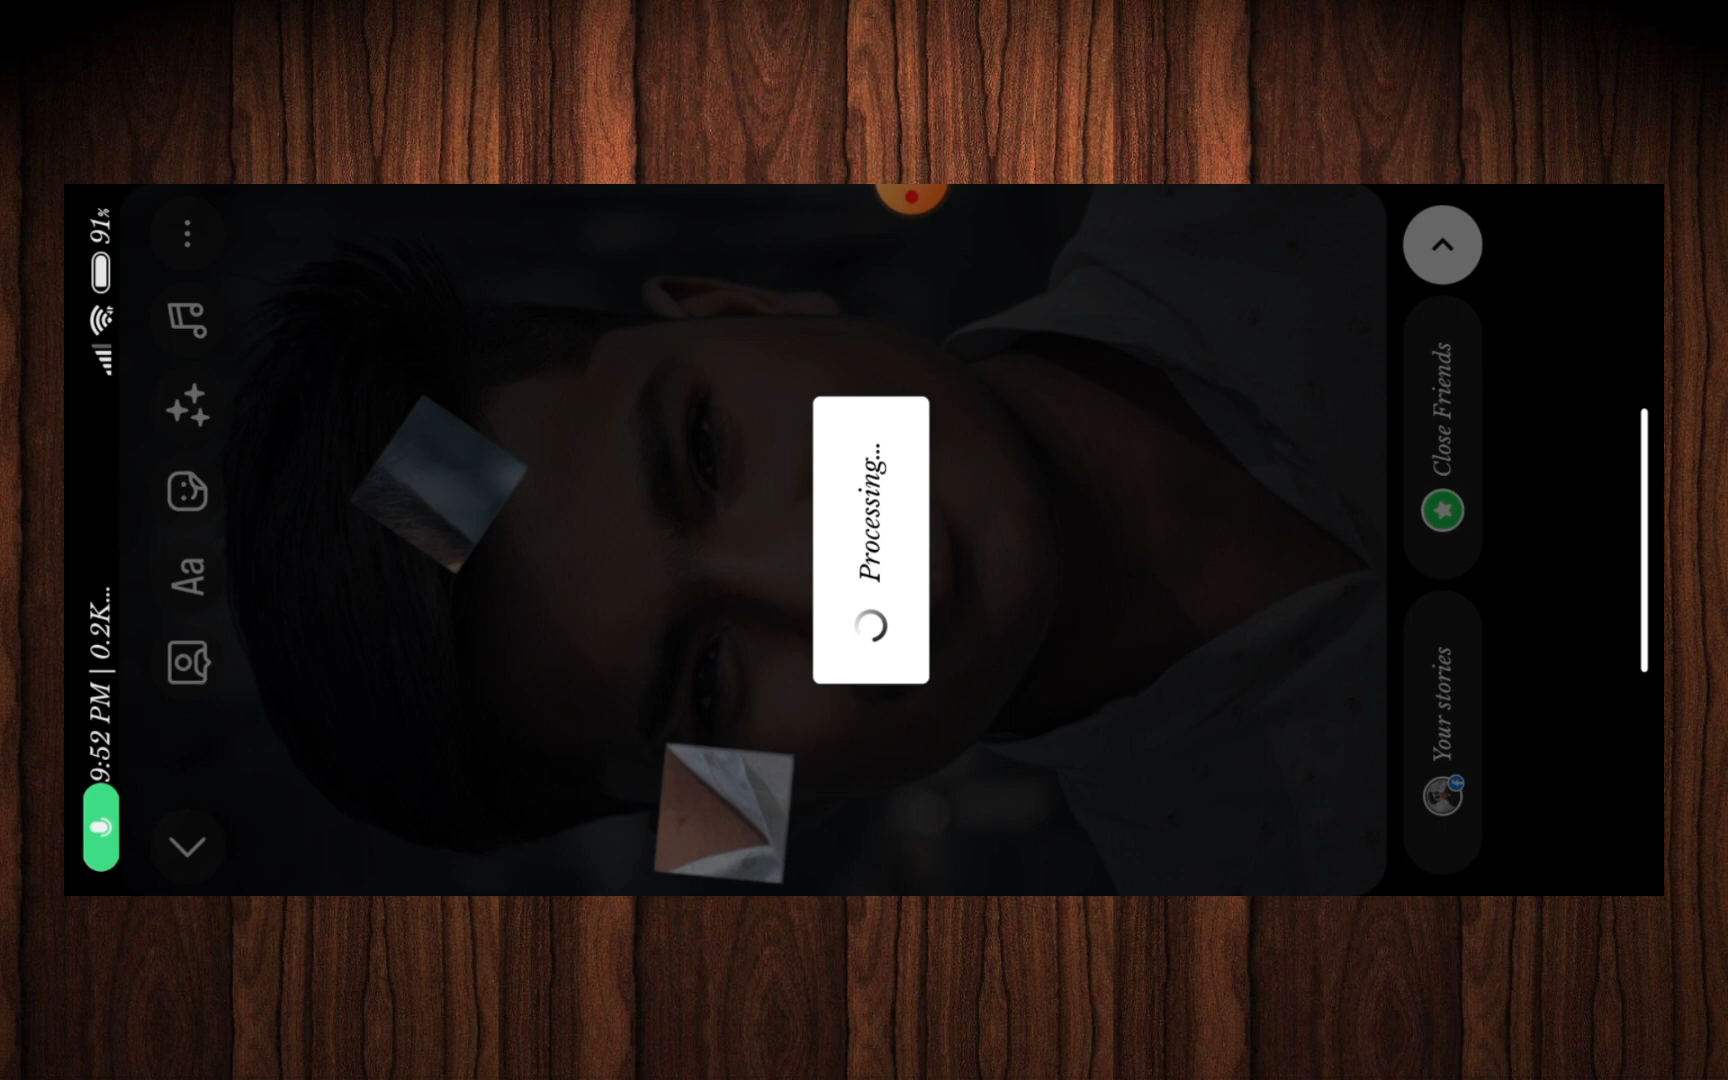 9:52 PM | 0.2K...
91%
Aa
Processing...
Your stories
Close Friends